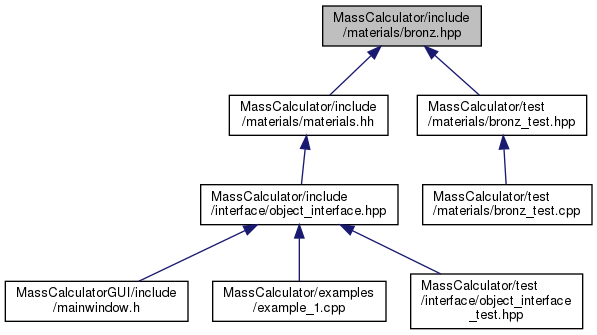 MassCalculator/include
/materials/bronz.hpp
MassCalculator/include
/materials/materials.hh
MassCalculator/test
/materials/bronz_test.hpp
MassCalculator/include
/interface/object_interface.hpp
MassCalculator/test
/materials/bronz_test.cpp
MassCalculatorGUI/include
/mainwindow.h
MassCalculator/examples
/example_1.cpp
MassCalculator/test
/interface/object_interface
_test.hpp